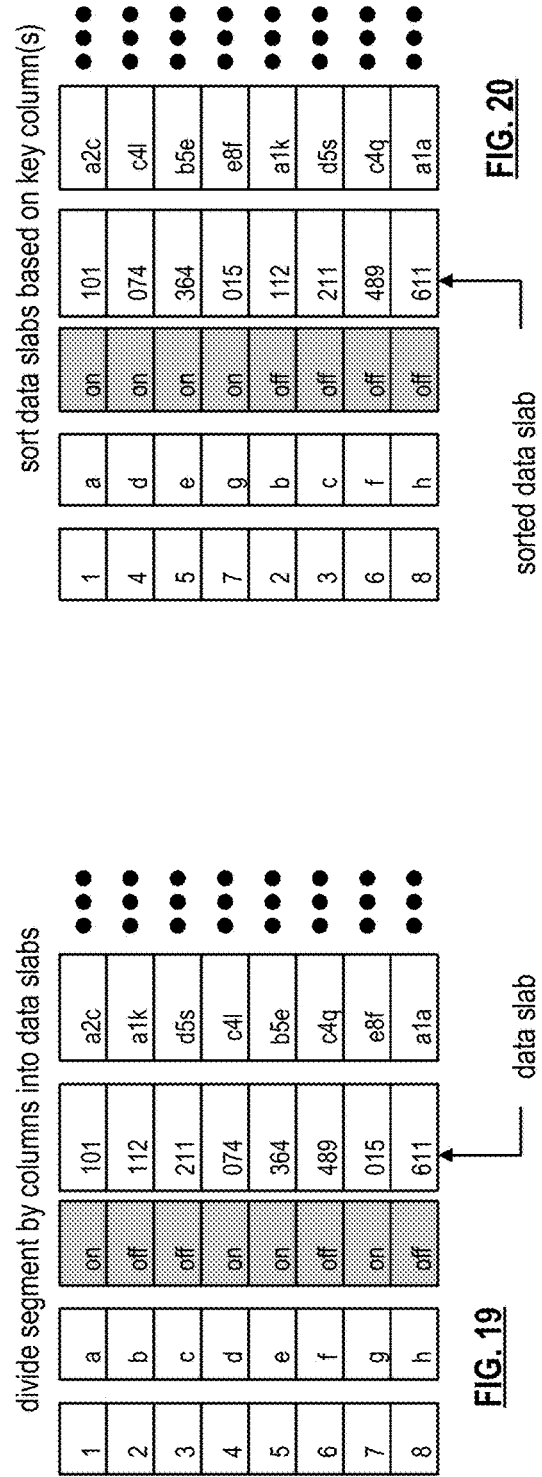 divide segment by columns into data slabs
1 a on 101 a2c
2 b off 112 a1k
3 c off 211 d5s
4 d on 074 c4l
5 e on 364 b5e
6 f off 489 c4q
7 g on 015 e8f
8 h off 611 a1a
data slab
FIG. 19
sort data slabs based on key column(s)
1 a on 101 a2c
4 d on 074 c4l
5 e on 364 b5e
7 g on 015 e8f
2 b off 112 a1k
3 c off 211 d5s
6 f off 489 c4q
8 h off 611 a1a
sorted data slab
FIG. 20